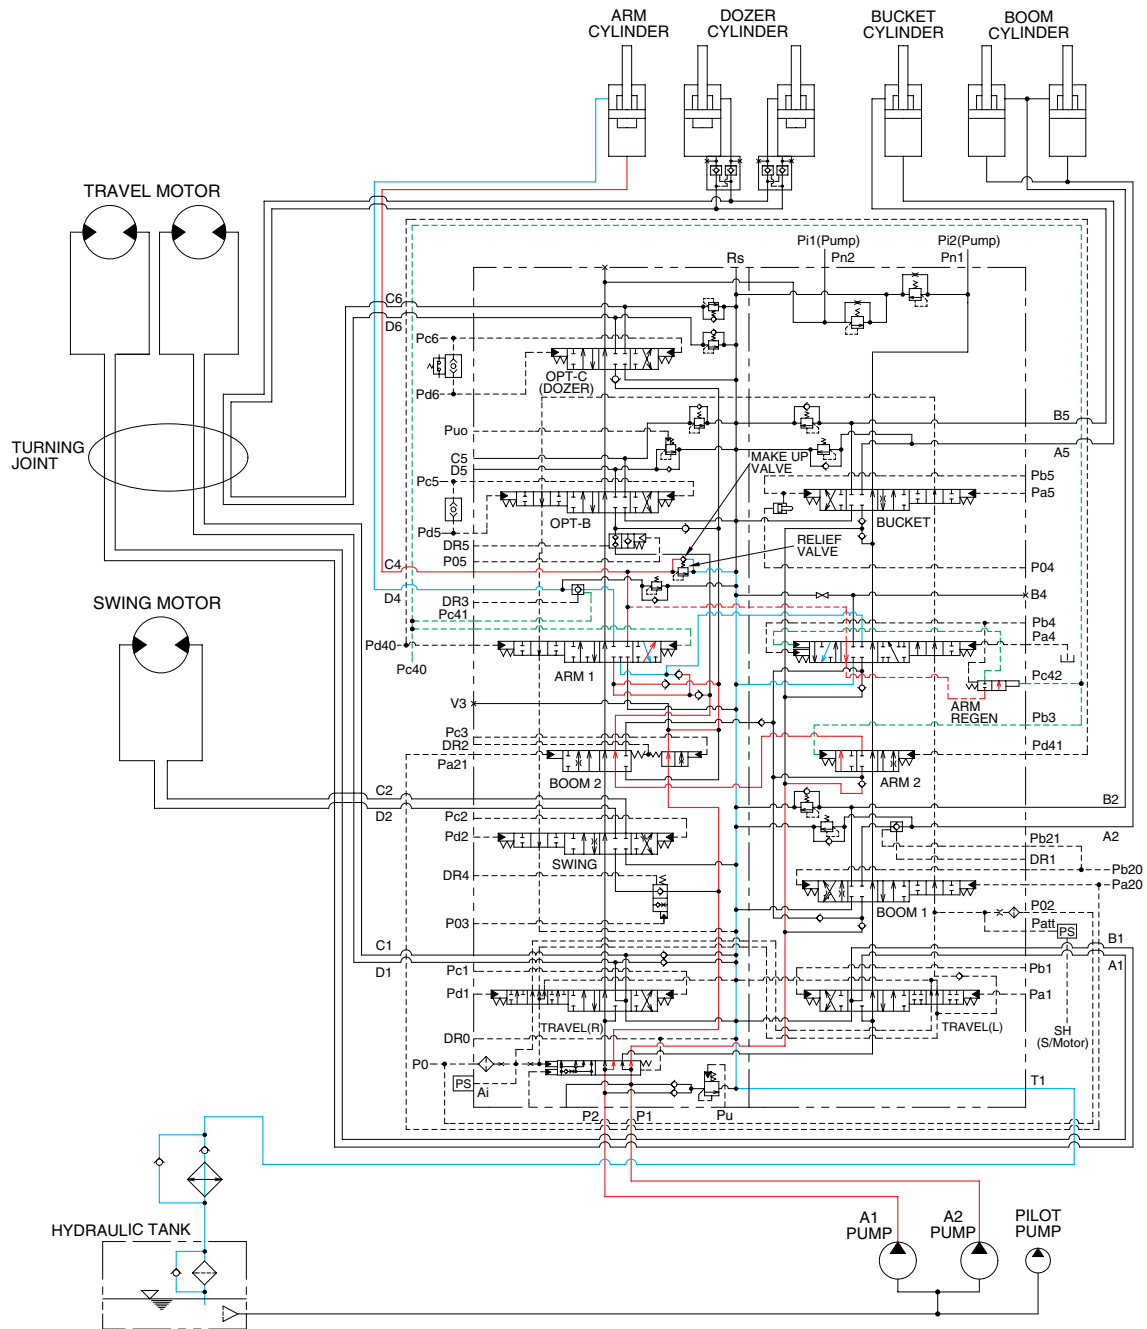 ARM
CYLINDER
DOZER
CYLINDER
BUCKET
CYLINDER
BOOM
CYLINDER
TRAVEL MOTOR
Pi1(Pump)
Pn2
Pi2(Pump)
Pn1
Rs
C6
D6
Pc6
Pd6
OPT-C
(DOZER)
TURNING
JOINT
Puo
C5
D5
Pc5
Pd5
OPT-B
DR5
P05
MAKE UP
VALVE
RELIEF
VALVE
B5
A5
Pb5
Pa5
BUCKET
P04
SWING MOTOR
C4
D4
DR3
Pc41
Pd40
Pc40
ARM 1
B4
Pb4
Pa4
Pc42
ARM
REGEN
V3
Pc3
DR2
Pa21
BOOM 2
Pb3
Pd41
ARM 2
C2
D2
Pc2
Pd2
SWING
DR4
P03
B2
A2
Pb21
DR1
Pb20
Pa20
BOOM 1
P02
Patt
PS
C1
D1
Pc1
Pd1
TRAVEL(R)
B1
A1
Pb1
Pa1
TRAVEL(L)
SH
(S/Motor)
DR0
P0
PS
Ai
P2
P1
Pu
T1
HYDRAULIC TANK
A1
PUMP
A2
PUMP
PILOT
PUMP